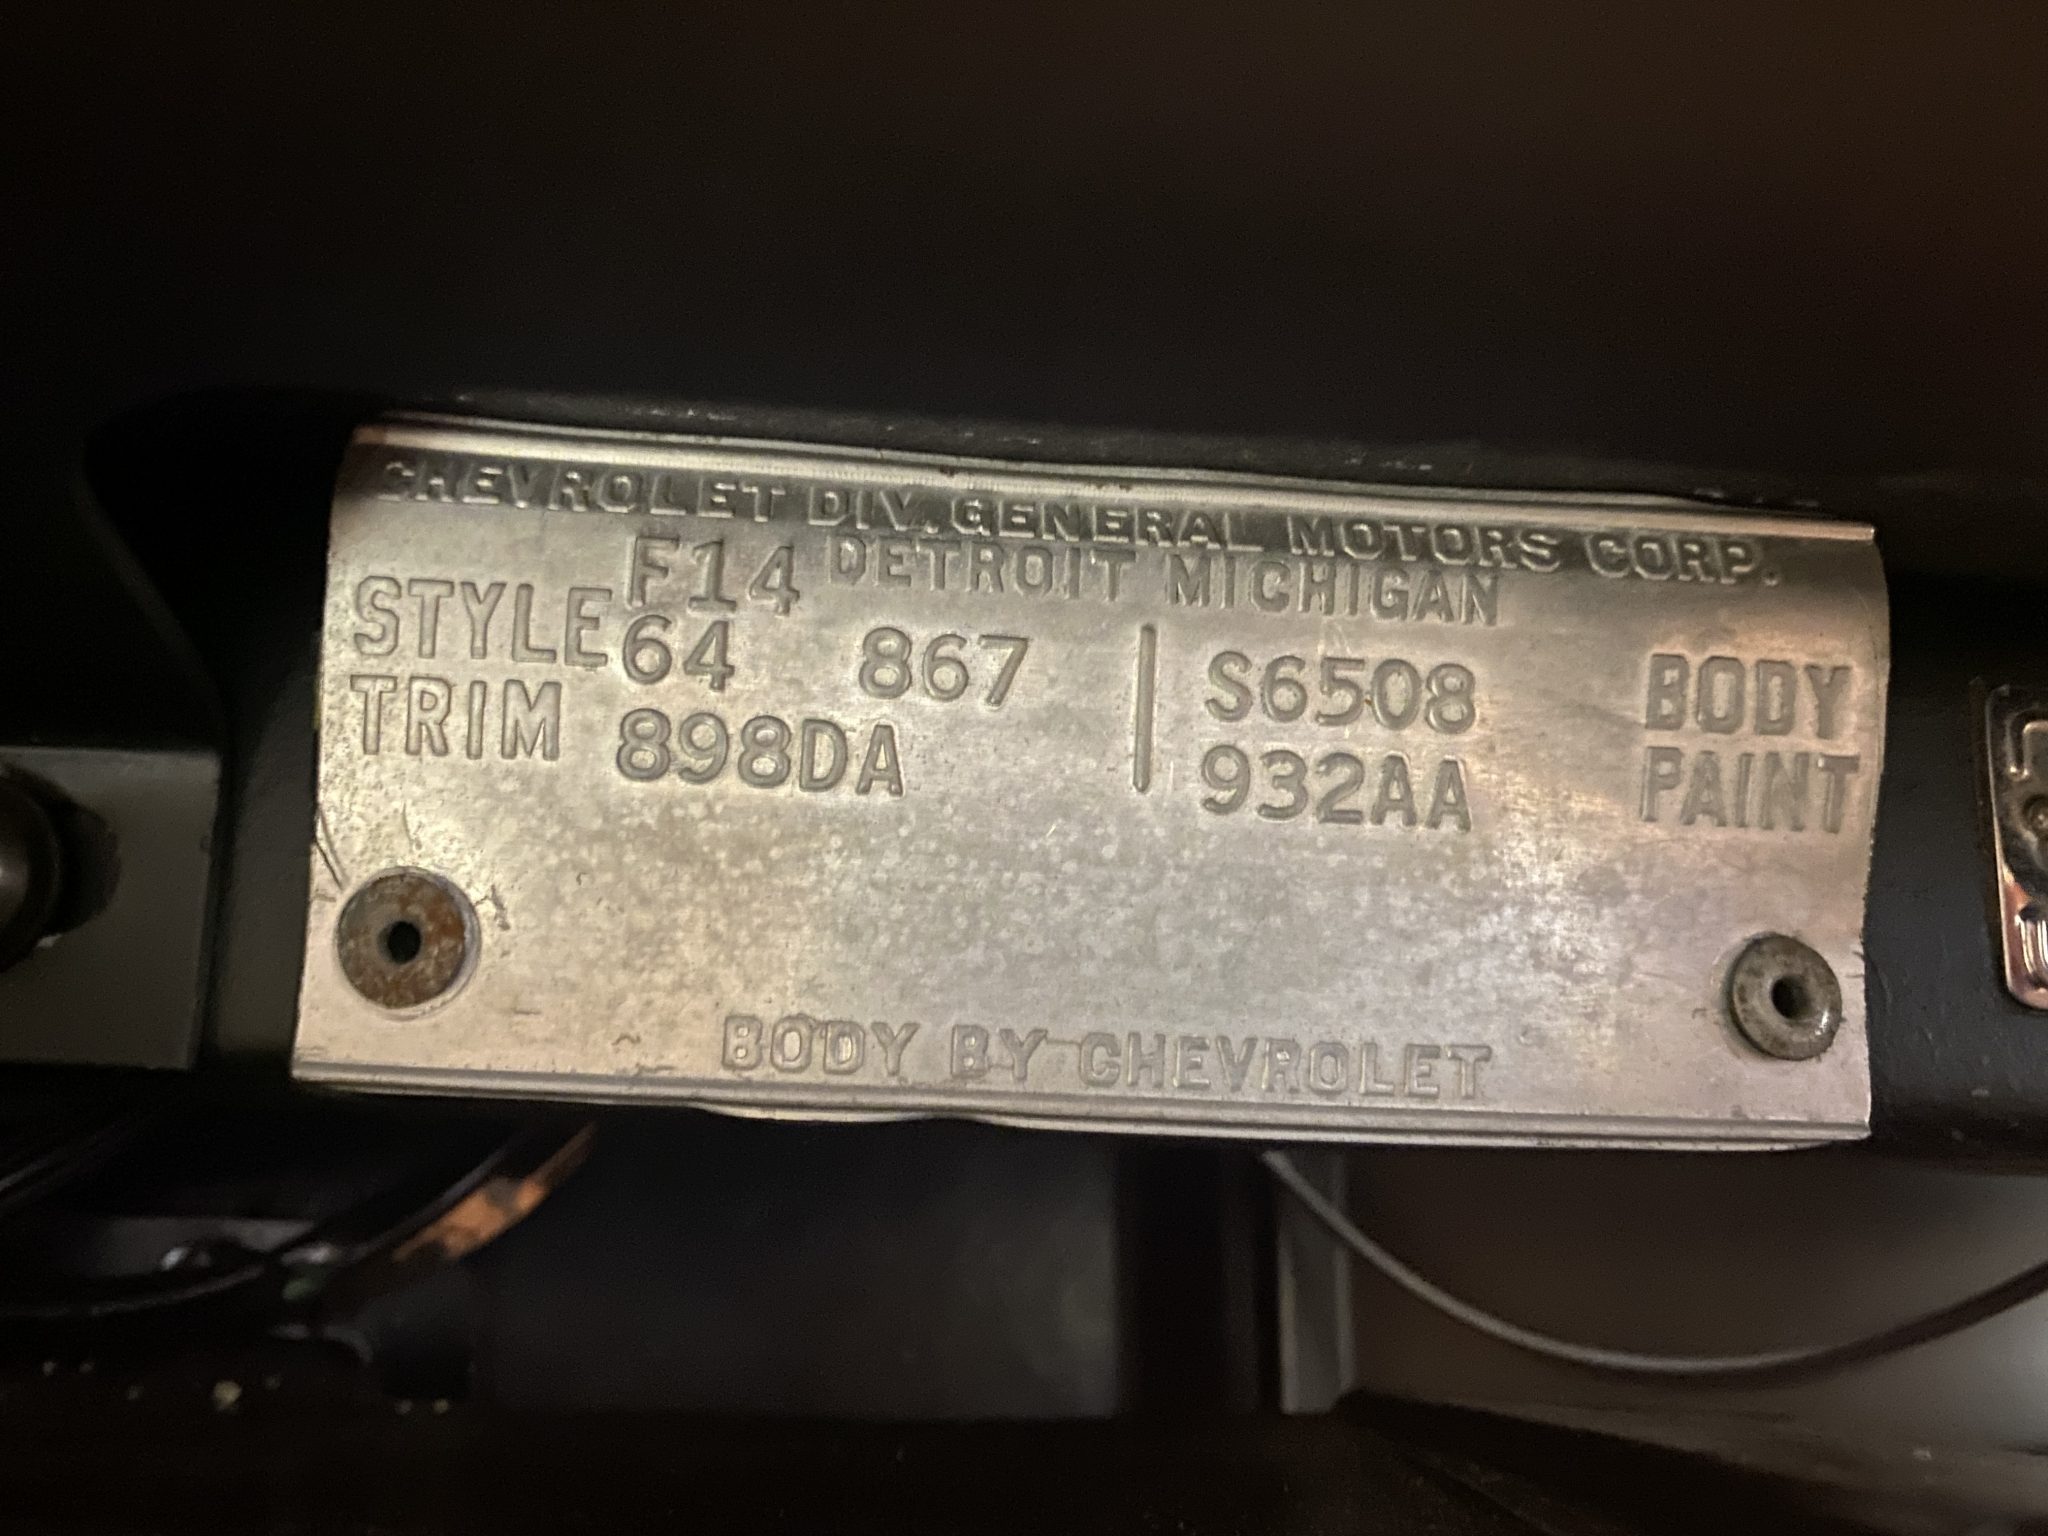 CHEVROLET DIV. GENERAL MOTORS CORP.
F14 DETROIT MICHIGAN
STYLE 64 867 | S6508 BODY
TRIM 898DA 932AA PAINT
BODY BY CHEVROLET